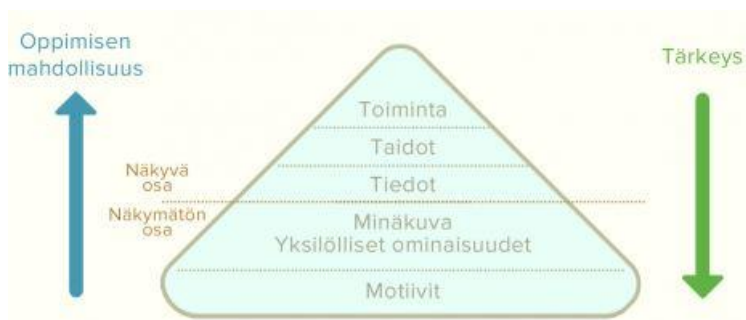 Oppimisen
mahdollisuus
Tärkeys
Toiminta
Taidot
Näkyvä
osa
Tiedot
Näkymätön
osa
Minäkuva
Yksilölliset ominaisuudet
Motiivit